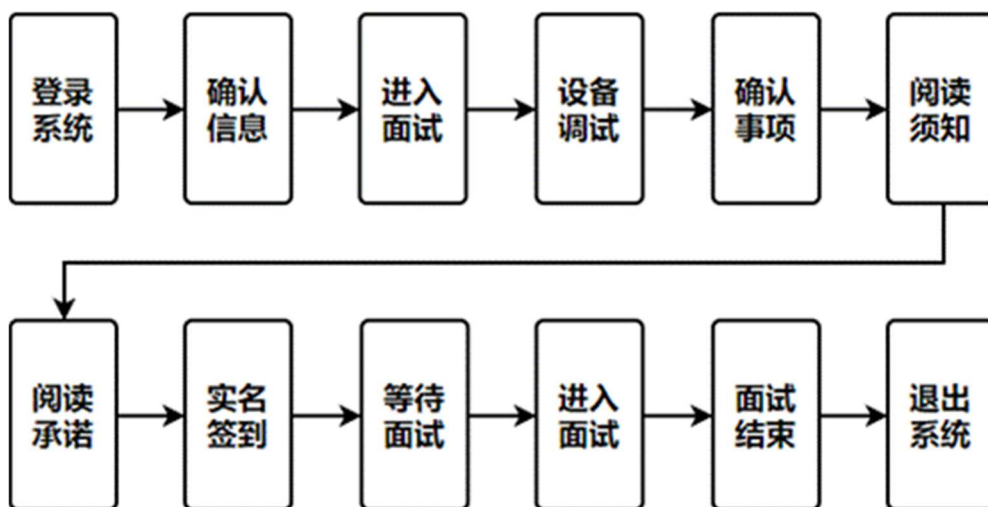 登录
系统
确认
信息
进入
面试
设备
调试
确认
事项
阅读
须知
阅读
承诺
实名
签到
等待
面试
进入
面试
面试
结束
退出
系统